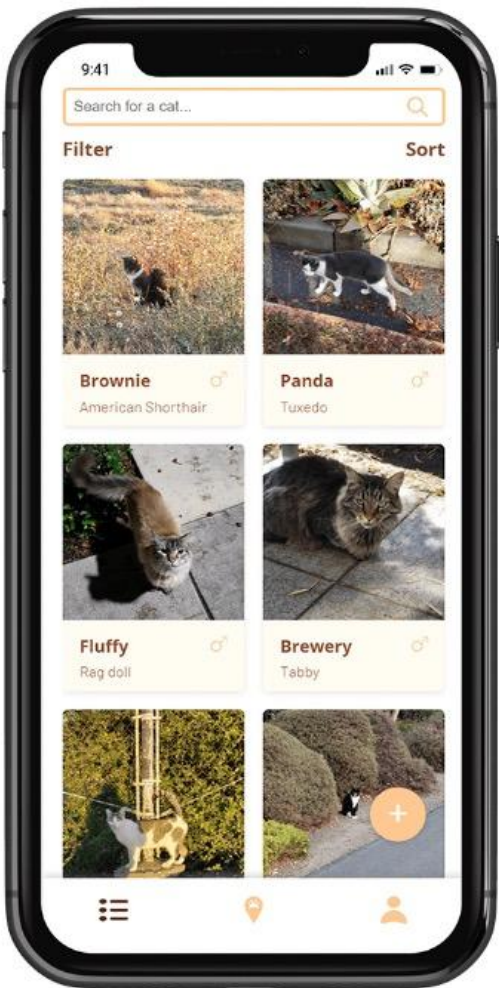 9:41
Search for a cat...
Filter
Sort
Brownie
American Shorthair
Panda
Tuxedo
Fluffy
Rag doll
Brewery
Tabby